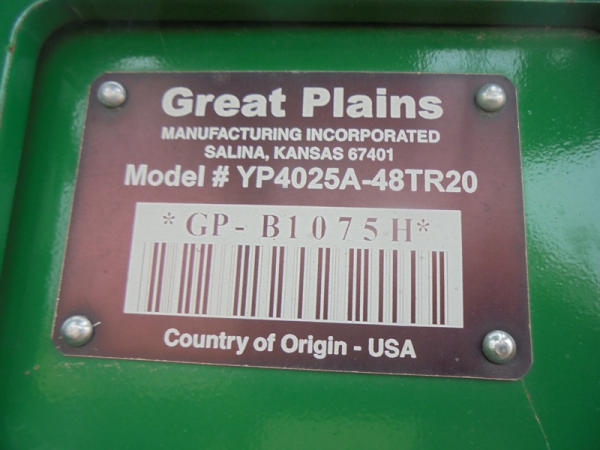 Great Plains
MANUFACTURING INCORPORATED
SALINA, KANSAS 67401
Model # YP4025A-48TR20
*GP-B1075H*
Country of Origin - USA